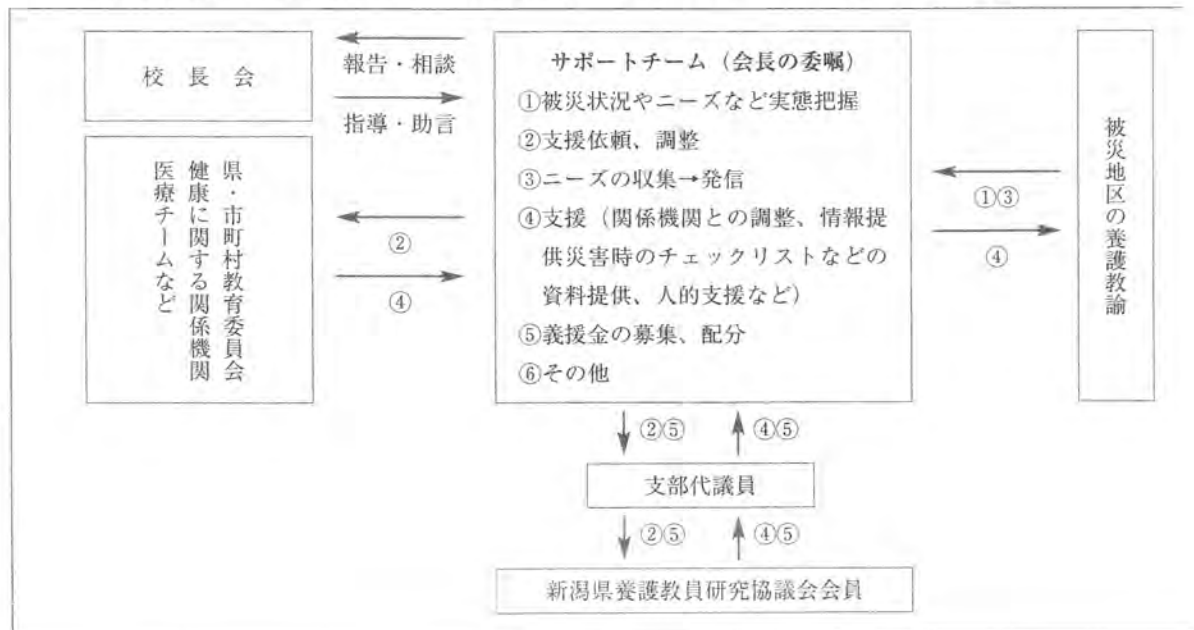 校長会
報告・相談
指導・助言
県・市町村教育委員会
健康に関する関係機関
医療チームなど
②
④
サポートチーム（会長の委嘱）
①被災状況やニーズなど実態把握
②支援依頼、調整
③ニーズの収集→発信
④支援（関係機関との調整、情報提
供災害時のチェックリストなどの
資料提供、人的支援など）
⑤義援金の募集、配分
⑥その他
①③
④
被災地区の養護教諭
②⑤
④⑤
支部代議員
②⑤
④⑤
新潟県養護教員研究協議会会員